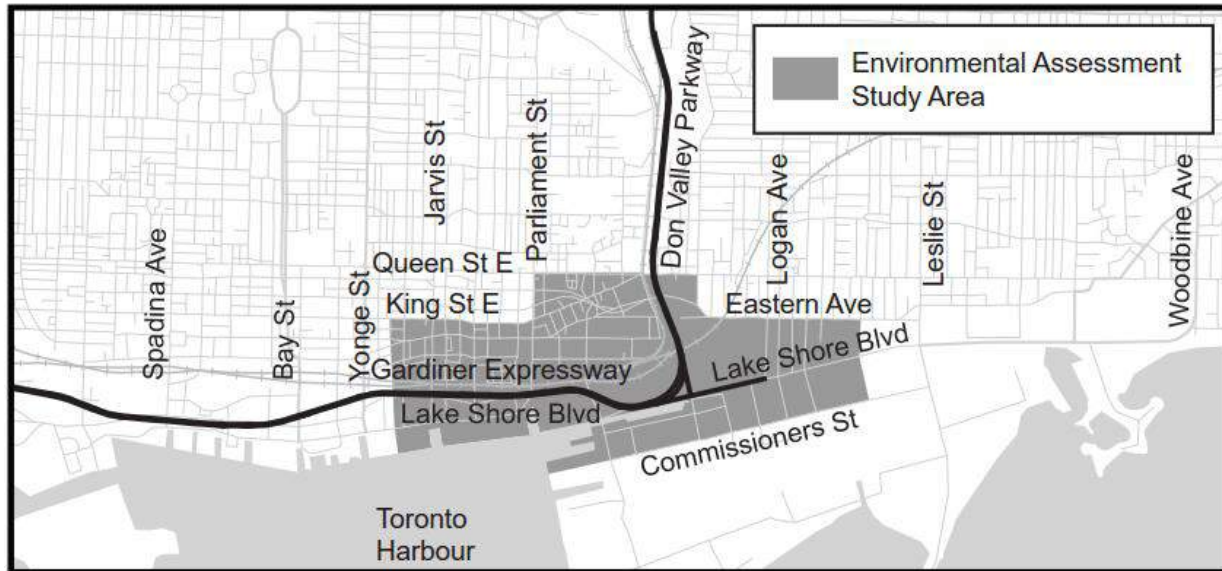 Environmental Assessment
Study Area
Spadina Ave
Bay St
Yonge St
Jarvis St
Parliament St
Don Valley Parkway
Logan Ave
Leslie St
Woodbine Ave
Queen St E
King St E
Eastern Ave
Gardiner Expressway
Lake Shore Blvd
Lake Shore Blvd
Commissioners St
Toronto
Harbour